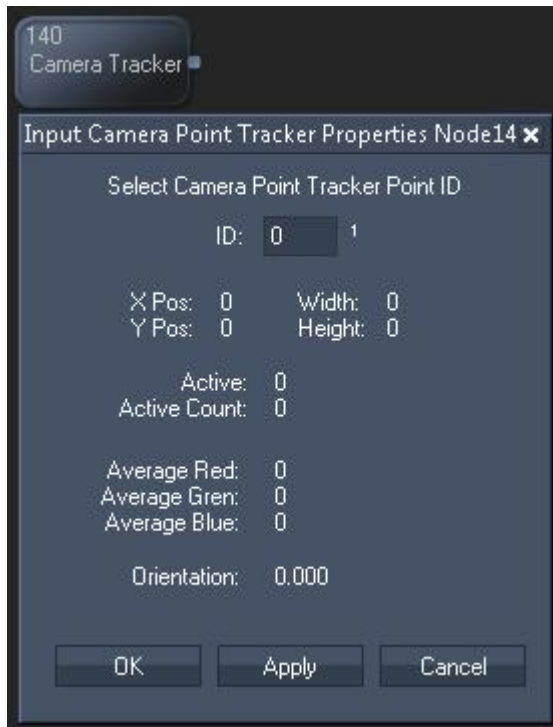 140
Camera Tracker
Input Camera Point Tracker Properties Node14
Select Camera Point Tracker Point ID
ID: 0 1
X Pos: 0 Width: 0
Y Pos: 0 Height: 0
Active: 0
Active Count: 0
Average Red: 0
Average Gren: 0
Average Blue: 0
Orientation: 0.000
OK Apply Cancel